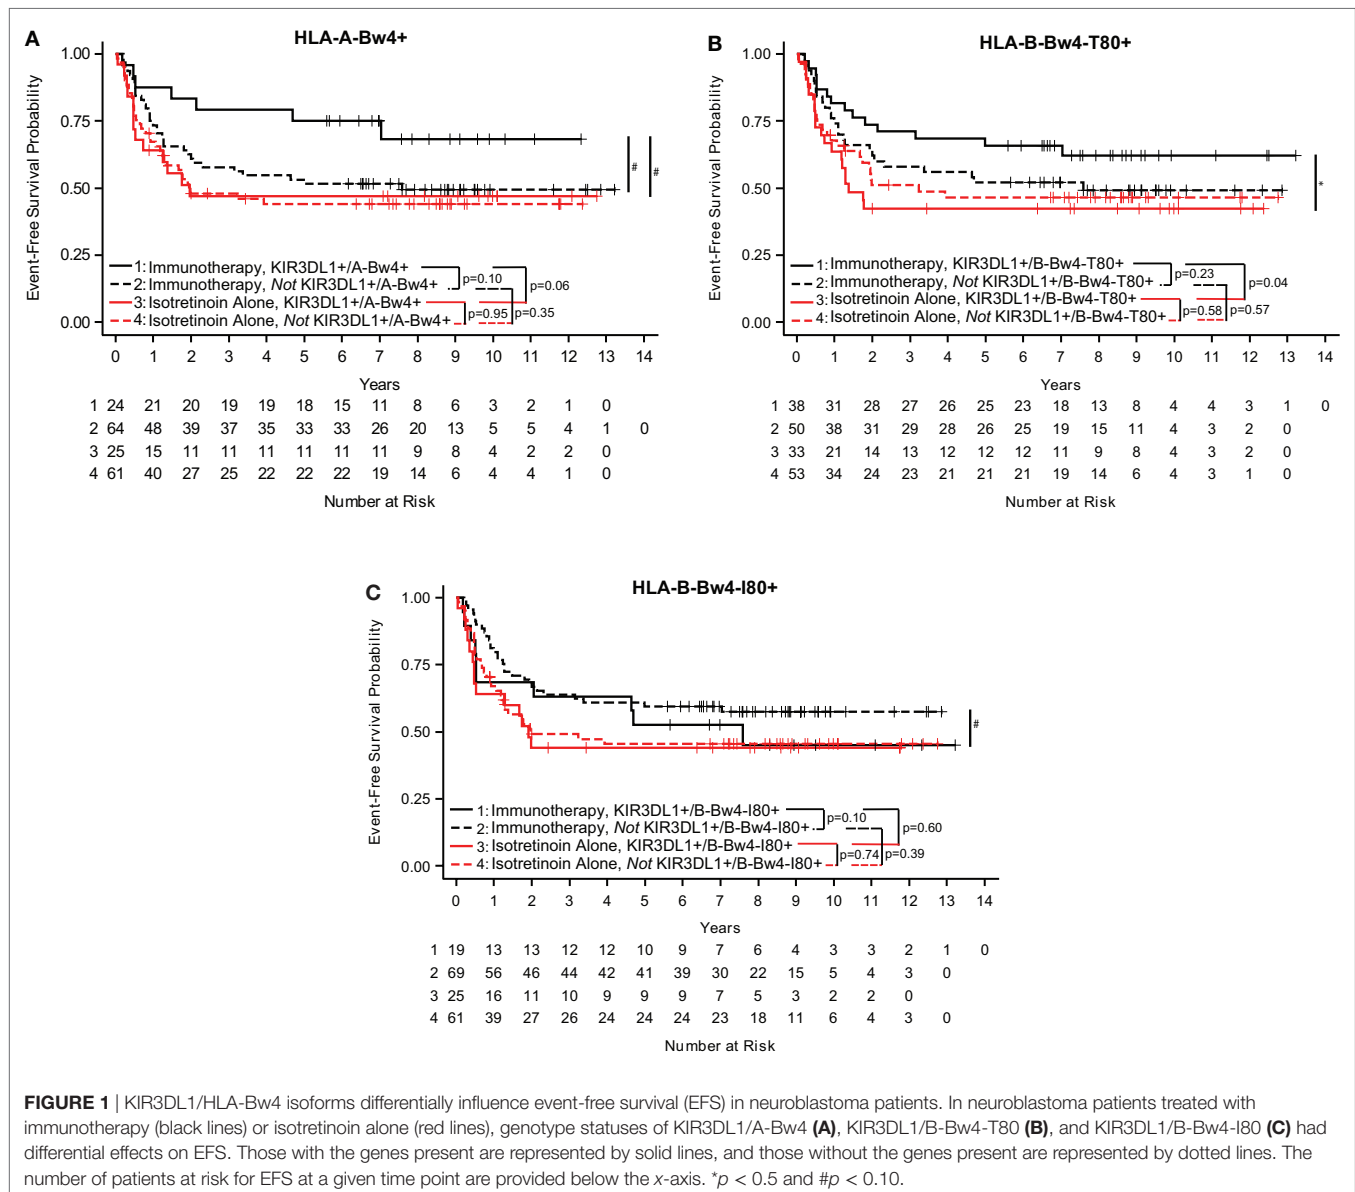 A
HLA-A-Bw4+
Event-Free Survival Probability
1.00
0.75
0.50
0.25
0.00
#
#
1: Immunotherapy, KIR3DL1+/A-Bw4+
2: Immunotherapy, Not KIR3DL1+/A-Bw4+
3: Isotretinoin Alone, KIR3DL1+/A-Bw4+
4: Isotretinoin Alone, Not KIR3DL1+/A-Bw4+
p=0.10
p=0.06
p=0.95
p=0.35
0 1 2 3 4 5 6 7 8 9 10 11 12 13 14
Years
1 24 21 20 19 19 18 15 11 8 6 3 2 1 0
2 64 48 39 37 35 33 33 26 20 13 5 5 4 1 0
3 25 15 11 11 11 11 11 11 9 8 4 2 2 0
4 61 40 27 25 22 22 22 19 14 6 4 4 1 0
Number at Risk
B
HLA-B-Bw4-T80+
Event-Free Survival Probability
1.00
0.75
0.50
0.25
0.00
*
1: Immunotherapy, KIR3DL1+/B-Bw4-T80+
2: Immunotherapy, Not KIR3DL1+/B-Bw4-T80+
3: Isotretinoin Alone, KIR3DL1+/B-Bw4-T80+
4: Isotretinoin Alone, Not KIR3DL1+/B-Bw4-T80+
p=0.23
p=0.04
p=0.58
p=0.57
0 1 2 3 4 5 6 7 8 9 10 11 12 13 14
Years
1 38 31 28 27 26 25 23 18 13 8 4 4 3 1 0
2 50 38 31 29 28 26 25 19 15 11 4 3 2 0
3 33 21 14 13 12 12 12 11 9 8 4 3 2 0
4 53 34 24 23 21 21 21 19 14 6 4 3 1 0
Number at Risk
C
HLA-B-Bw4-I80+
Event-Free Survival Probability
1.00
0.75
0.50
0.25
0.00
#
1: Immunotherapy, KIR3DL1+/B-Bw4-I80+
2: Immunotherapy, Not KIR3DL1+/B-Bw4-I80+
3: Isotretinoin Alone, KIR3DL1+/B-Bw4-I80+
4: Isotretinoin Alone, Not KIR3DL1+/B-Bw4-I80+
p=0.10
p=0.60
p=0.74
p=0.39
0 1 2 3 4 5 6 7 8 9 10 11 12 13 14
Years
1 19 13 13 12 12 10 9 7 6 4 3 3 2 1 0
2 69 56 46 44 42 41 39 30 22 15 5 4 3 0
3 25 16 11 10 9 9 9 7 5 3 2 2 0
4 61 39 27 26 24 24 24 23 18 11 6 4 3 0
Number at Risk
FIGURE 1 | KIR3DL1/HLA-Bw4 isoforms differentially influence event-free survival (EFS) in neuroblastoma patients. In neuroblastoma patients treated with
immunotherapy (black lines) or isotretinoin alone (red lines), genotype statuses of KIR3DL1/A-Bw4 (A), KIR3DL1/B-Bw4-T80 (B), and KIR3DL1/B-Bw4-I80 (C) had
differential effects on EFS. Those with the genes present are represented by solid lines, and those without the genes present are represented by dotted lines. The
number of patients at risk for EFS at a given time point are provided below the x-axis. *p < 0.5 and #p < 0.10.